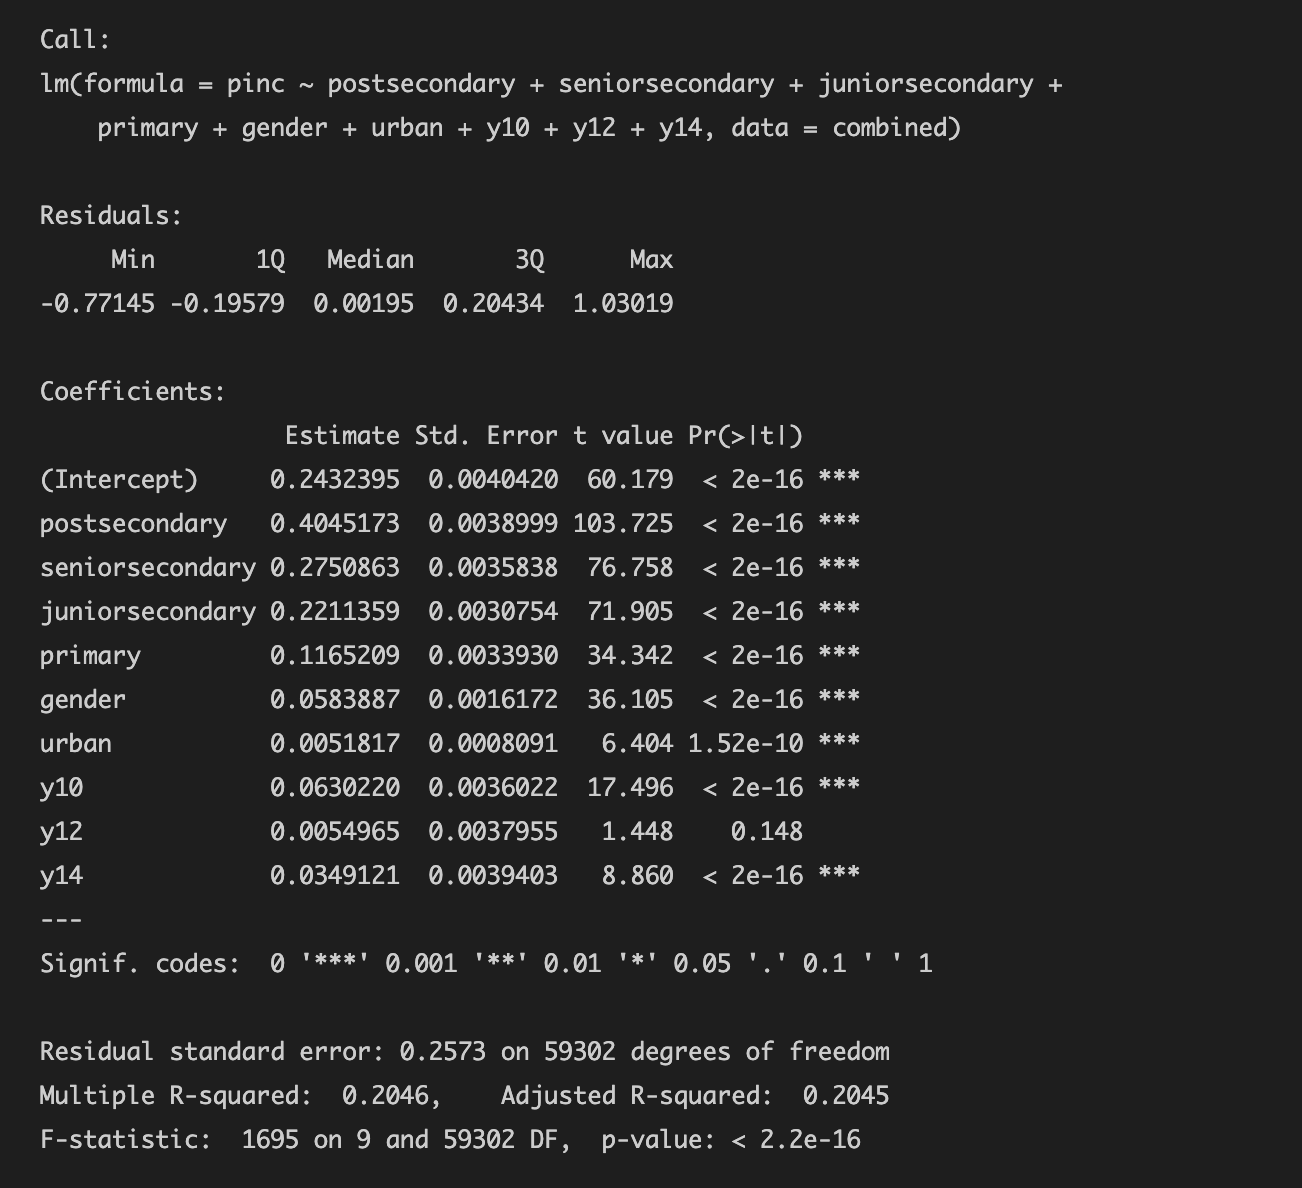 Call:
lm(formula = pinc ~ postsecondary + seniorsecondary + juniorsecondary +
    primary + gender + urban + y10 + y12 + y14, data = combined)

Residuals:
     Min       1Q   Median       3Q      Max
-0.77145 -0.19579  0.00195  0.20434  1.03019

Coefficients:
                 Estimate Std. Error t value Pr(>|t|)
(Intercept)     0.2432395  0.0040420  60.179  < 2e-16 ***
postsecondary   0.4045173  0.0038999 103.725  < 2e-16 ***
seniorsecondary 0.2750863  0.0035838  76.758  < 2e-16 ***
juniorsecondary 0.2211359  0.0030754  71.905  < 2e-16 ***
primary         0.1165209  0.0033930  34.342  < 2e-16 ***
gender          0.0583887  0.0016172  36.105  < 2e-16 ***
urban           0.0051817  0.0008091   6.404 1.52e-10 ***
y10             0.0630220  0.0036022  17.496  < 2e-16 ***
y12             0.0054965  0.0037955   1.448    0.148
y14             0.0349121  0.0039403   8.860  < 2e-16 ***
---
Signif. codes:  0 '***' 0.001 '**' 0.01 '*' 0.05 '.' 0.1 ' ' 1

Residual standard error: 0.2573 on 59302 degrees of freedom
Multiple R-squared:  0.2046,    Adjusted R-squared:  0.2045
F-statistic:  1695 on 9 and 59302 DF,  p-value: < 2.2e-16